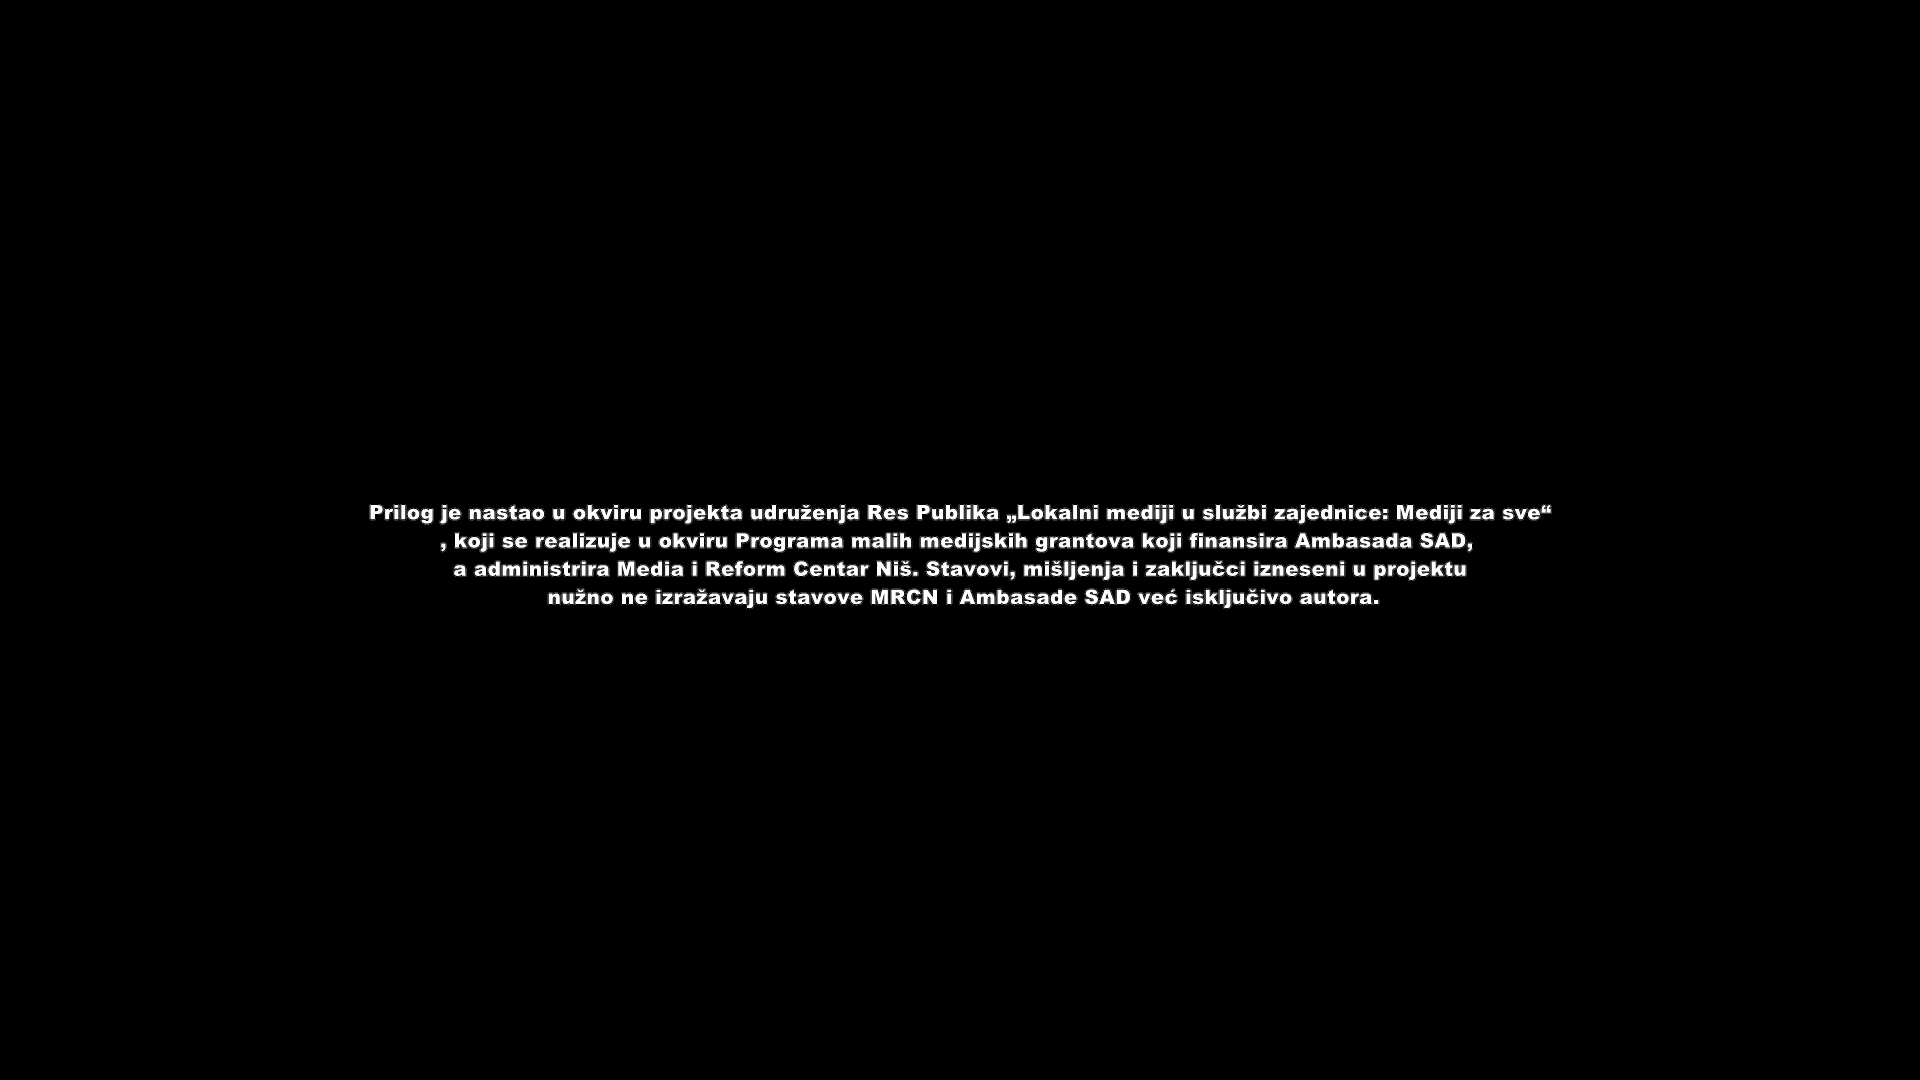 Prilog je nastao u okviru projekta udruženja Res Publika „Lokalni mediji u službi zajednice: Mediji za sve“
, koji se realizuje u okviru Programa malih medijskih grantova koji finansira Ambasada SAD,
a administrira Media i Reform Centar Niš. Stavovi, mišljenja i zaključci izneseni u projektu
nužno ne izražavaju stavove MRCN i Ambasade SAD već isključivo autora.